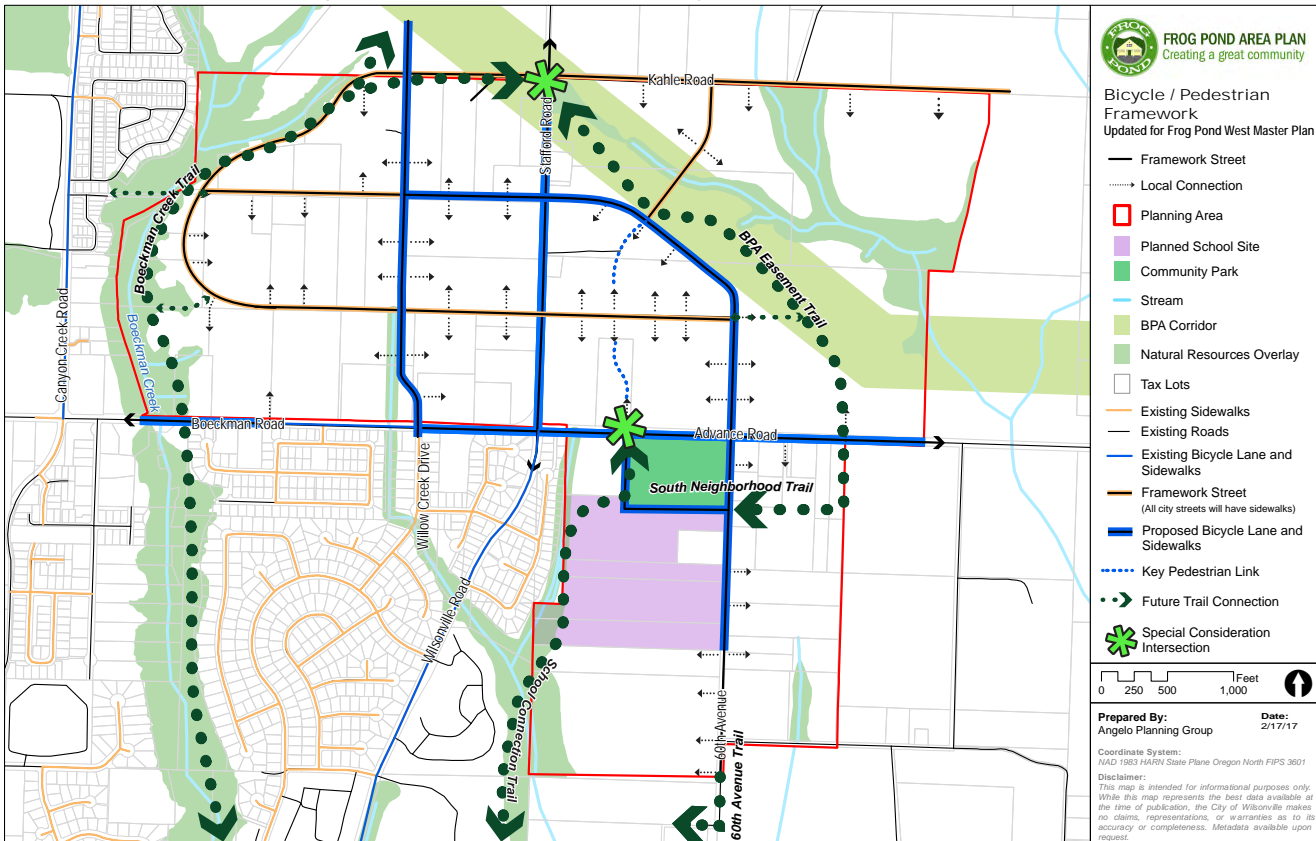 Kahle Road
Stafford Road
Boeckman Creek Trail
BPA Easement Trail
Canyon Creek Road
Boeckman Creek
Boeckman Road
Advance Road
South Neighborhood Trail
Willow Creek Drive
Wilsonville Road
School Connection Trail
60th Avenue
60th Avenue Trail
FROG
POND
FROG POND AREA PLAN
Creating a great community
Bicycle / Pedestrian
Framework
Updated for Frog Pond West Master Plan
Framework Street
Local Connection
Planning Area
Planned School Site
Community Park
Stream
BPA Corridor
Natural Resources Overlay
Tax Lots
Existing Sidewalks
Existing Roads
Existing Bicycle Lane and
Sidewalks
Framework Street
(All city streets will have sidewalks)
Proposed Bicycle Lane and
Sidewalks
Key Pedestrian Link
Future Trail Connection
Special Consideration
Intersection
Feet
0 250 500 1,000
Prepared By: Date:
Angelo Planning Group 2/17/17
Coordinate System:
NAD 1983 HARN State Plane Oregon North FIPS 3601
Disclaimer:
This map is intended for informational purposes only.
While this map represents the best data available at
the time of publication, the City of Wilsonville makes
no claims, representations, or warranties as to its
accuracy or completeness. Metadata available upon
request.